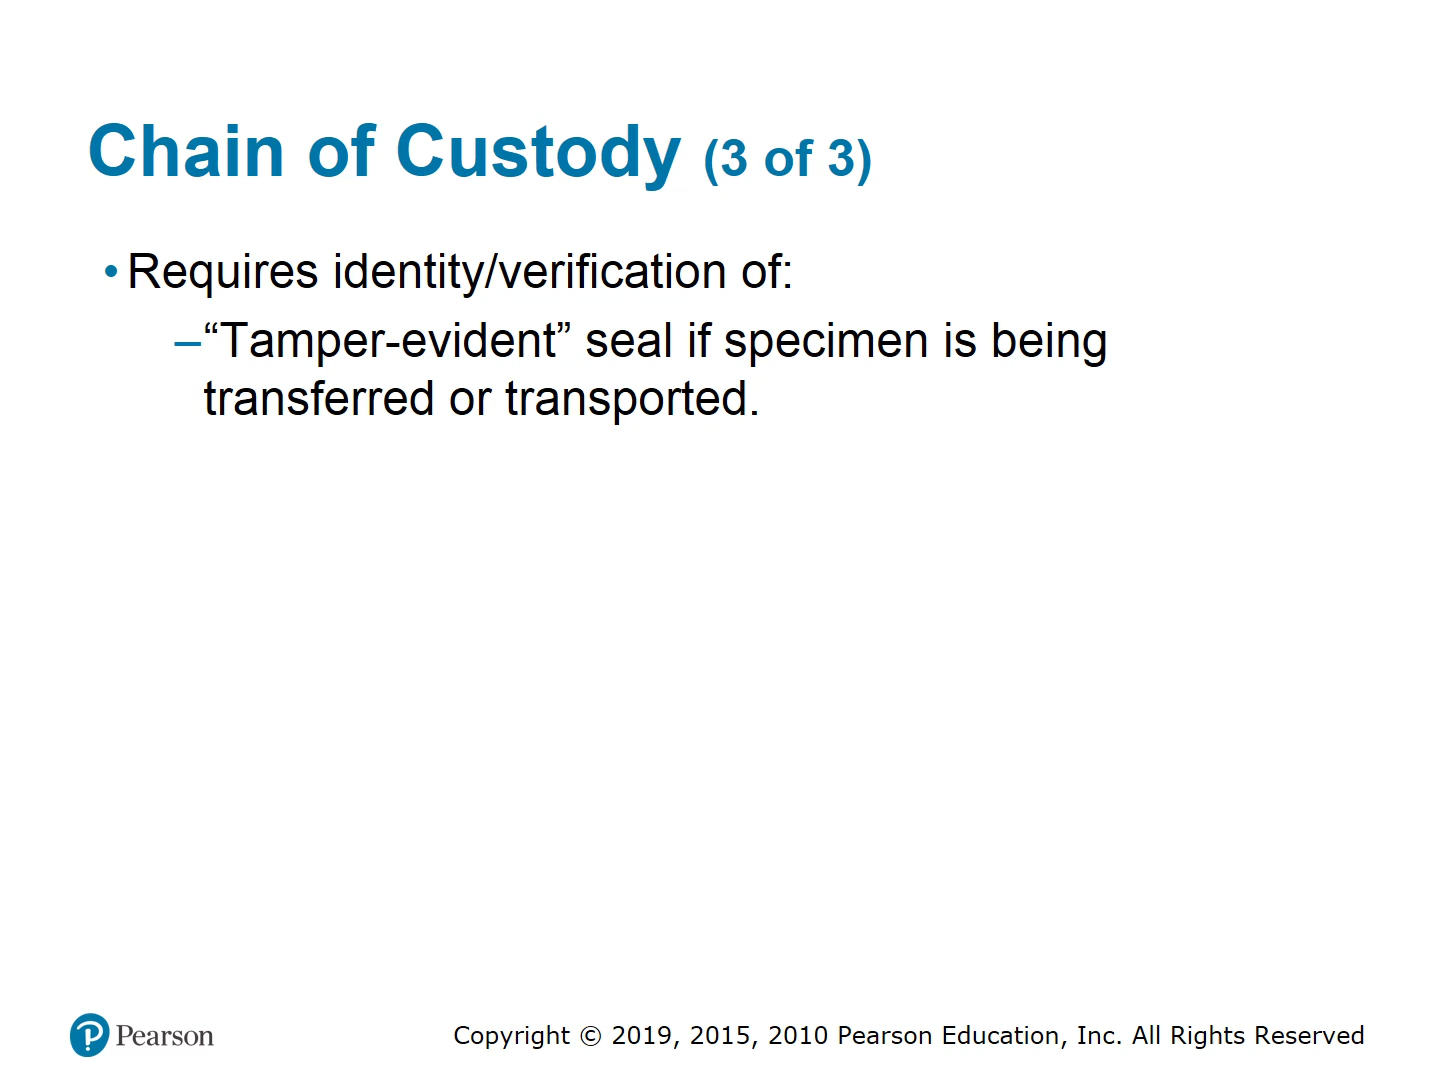 Chain of Custody (3 of 3)
• Requires identity/verification of:
–“Tamper-evident” seal if specimen is being
transferred or transported.
Pearson
Copyright © 2019, 2015, 2010 Pearson Education, Inc. All Rights Reserved